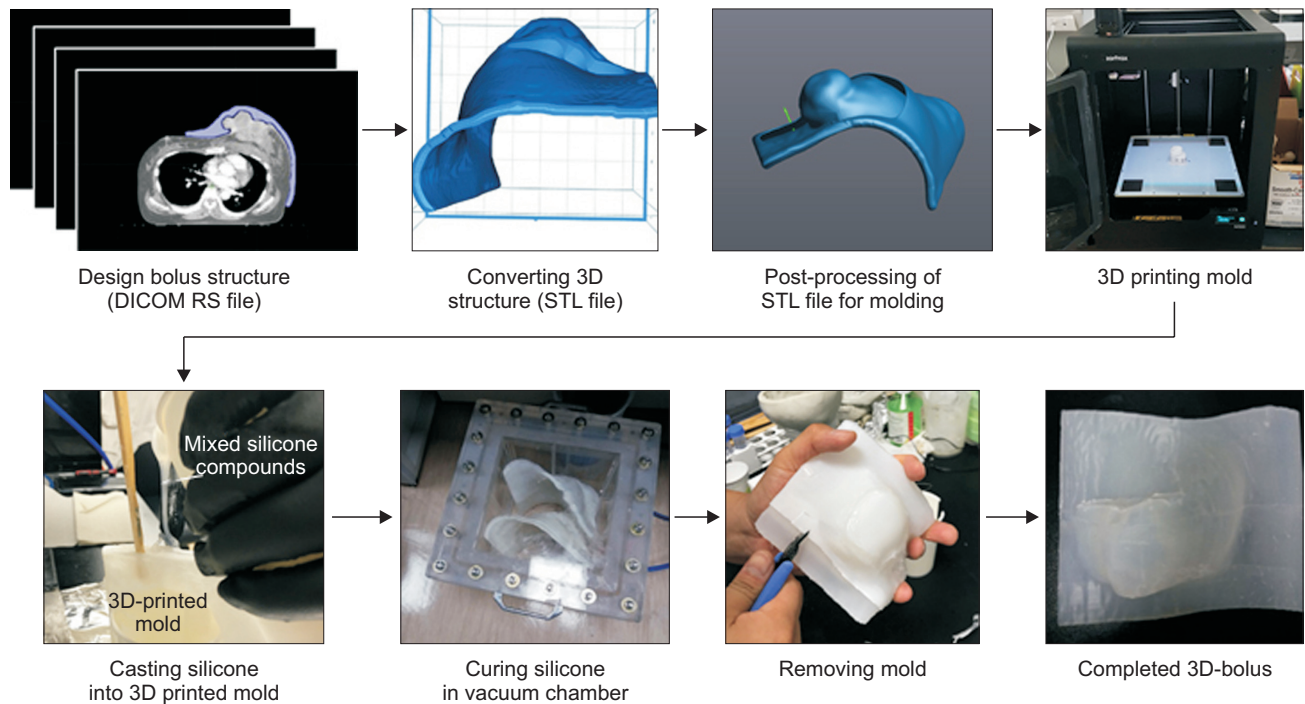 Design bolus structure
(DICOM RS file)
Converting 3D
structure (STL file)
Post-processing of
STL file for molding
3D printing mold
Mixed silicone
compounds
3D-printed
mold
Casting silicone
into 3D printed mold
Curing silicone
in vacuum chamber
Removing mold
Completed 3D-bolus